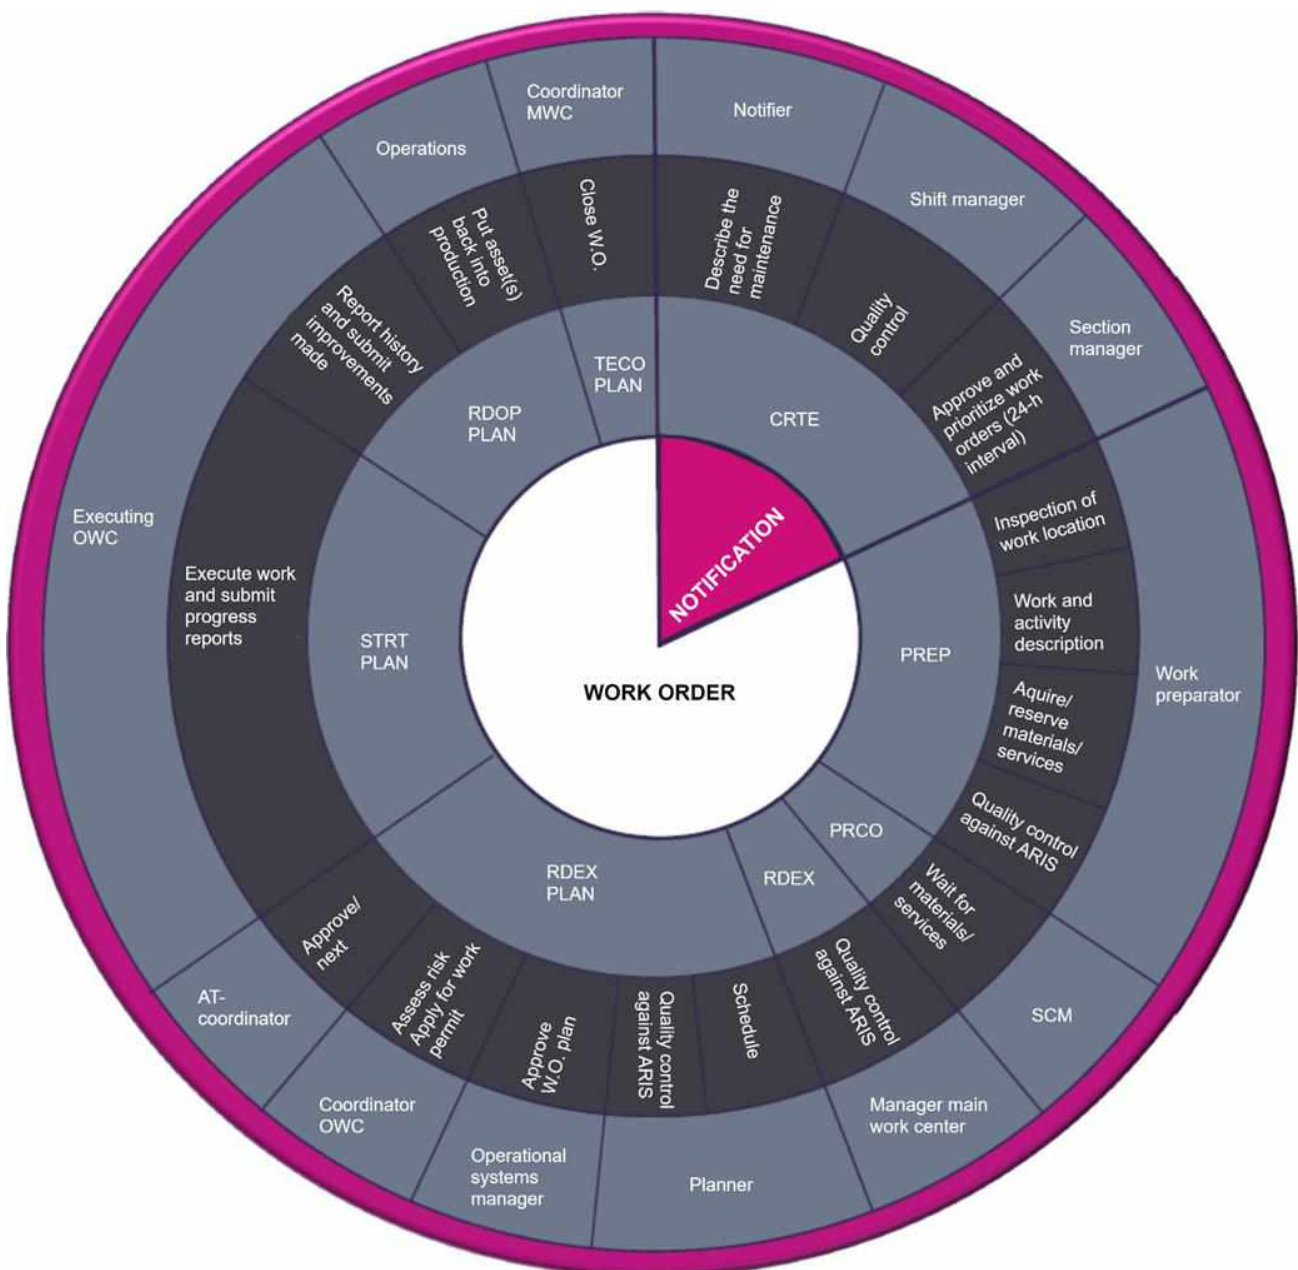 Coordinator
MWC
Notifier
Shift manager
Section
manager
Work
preparator
SCM
Manager main
work center
Planner
Operational
systems
manager
Coordinator
OWC
AT-
coordinator
Executing
OWC
Operations
Close W.O.
Describe the
need for
maintenance
Quality
control
Approve and
prioritize work
orders (24-h
interval)
Inspection of
work location
Work and
activity
description
Aquire/
reserve
materials/
services
Quality control
against ARIS
Wait for
materials/
services
Quality control
against ARIS
Schedule
Quality control
against ARIS
Approve
W.O. plan
Assess risk
Apply for work
permit
Approve/
next
Execute work
and submit
progress
reports
Report history
and submit
improvements
made
Put asset(s)
back into
production
TECO
PLAN
CRTE
PREP
PRCO
RDEX
RDEX
PLAN
STRT
PLAN
RDOP
PLAN
NOTIFICATION
WORK ORDER